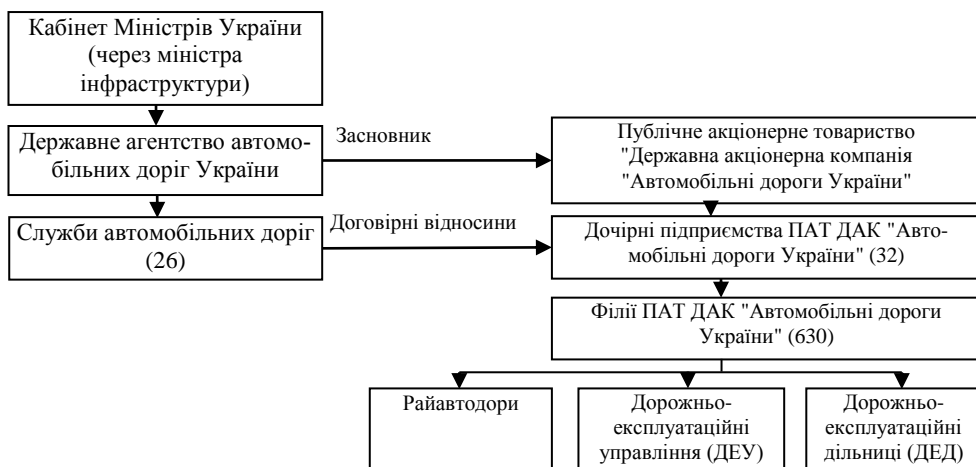 Кабінет Міністрів України
(через міністра
інфраструктури)
Державне агентство автомо-
більних доріг України
Засновник
Публічне акціонерне товариство
"Державна акціонерна компанія
"Автомобільні дороги України"
Служби автомобільних доріг
(26)
Договірні відносини
Дочірні підприємства ПАТ ДАК "Авто-
мобільні дороги України" (32)
Філії ПАТ ДАК "Автомобільні дороги
України" (630)
Райавтодори
Дорожньо-
експлуатаційні
управління (ДЕУ)
Дорожньо-
експлуатаційні
дільниці (ДЕД)